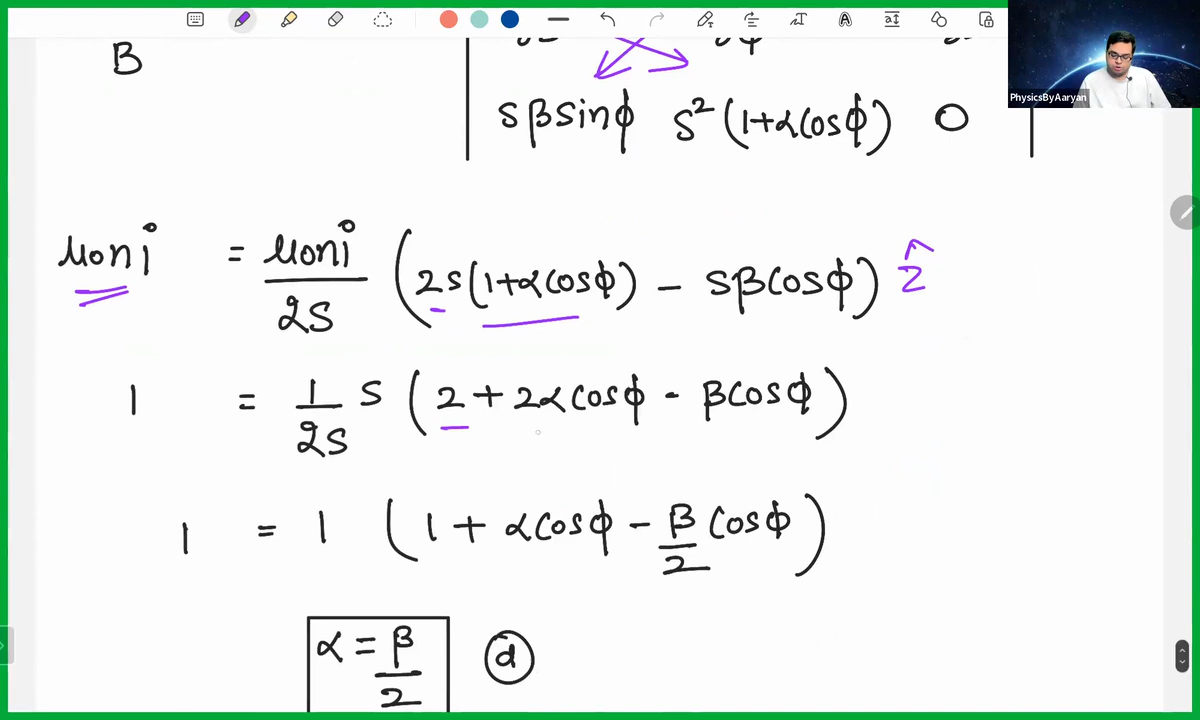 PhysicsByAaryan
B
sβsinϕ s²(1+αcosϕ) 0
μ₀ni = μ₀ni/2s (2s(1+αcosϕ) - sβcosϕ) ẑ
1 = 1/2s s (2 + 2αcosϕ - βcosϕ)
1 = 1 (1 + αcosϕ - β/2 cosϕ)
α = β/2 (d)